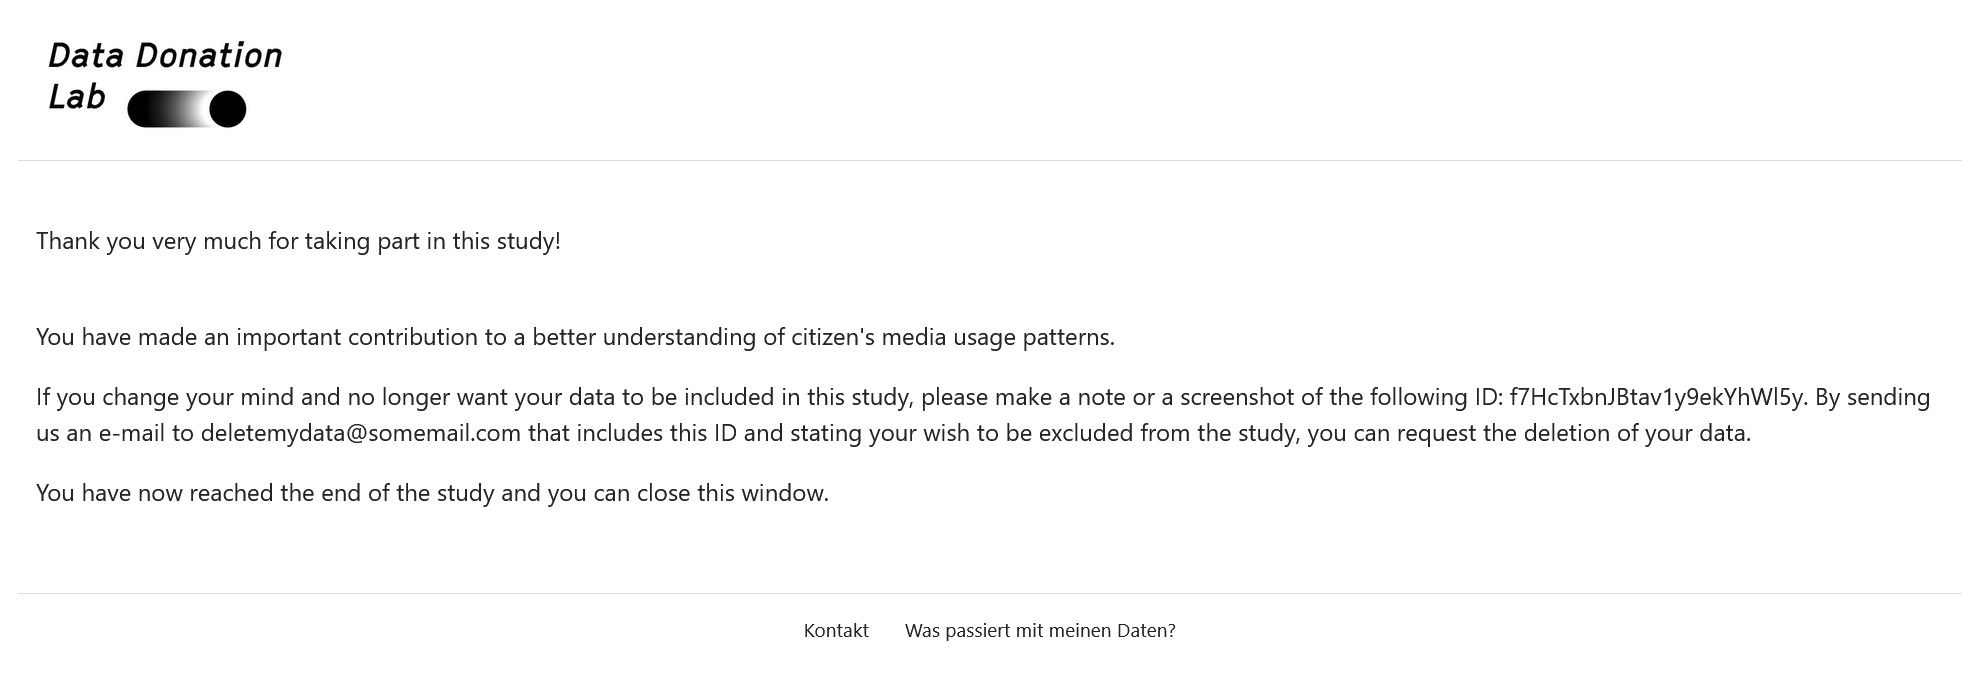 Data Donation
Lab
Thank you very much for taking part in this study!
You have made an important contribution to a better understanding of citizen's media usage patterns.
If you change your mind and no longer want your data to be included in this study, please make a note or a screenshot of the following ID: f7HcTxbnJBtav1y9ekYhWl5y. By sending
us an e-mail to deletemydata@somemail.com that includes this ID and stating your wish to be excluded from the study, you can request the deletion of your data.
You have now reached the end of the study and you can close this window.
Kontakt Was passiert mit meinen Daten?